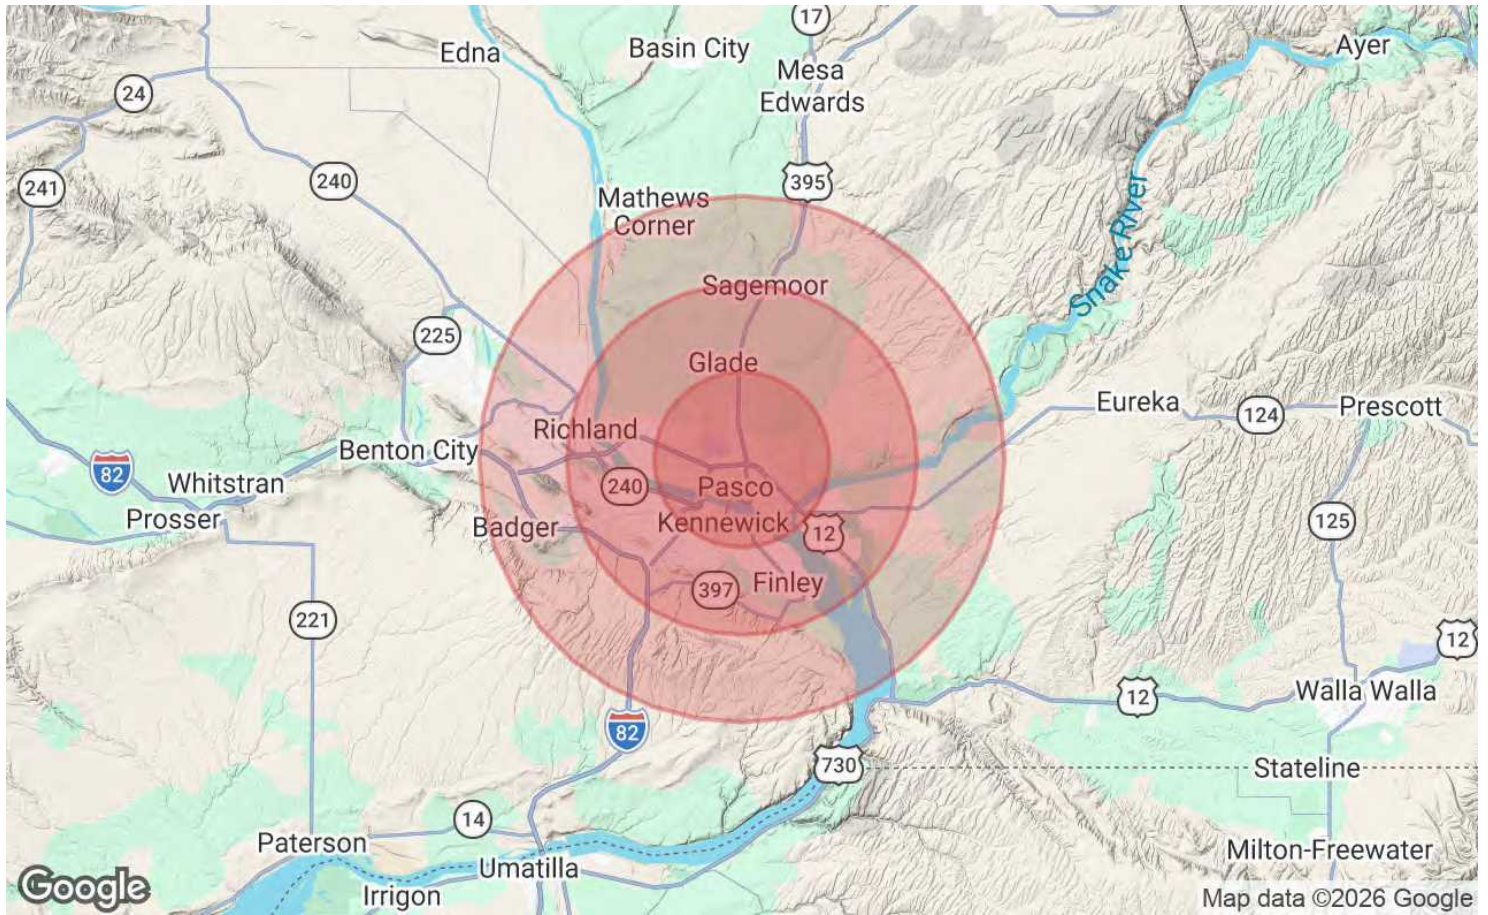 17
Edna
Basin City
Ayer
Mesa
Edwards
24
241
240
395
Mathews
Corner
Snake River
Sagemoor
225
Glade
Eureka
124
Prescott
Richland
Benton City
82
Whitstran
240
Pasco
Prosser
Badger
Kennewick
12
125
397
Finley
221
12
12
Walla Walla
82
730
Stateline
14
Paterson
Umatilla
Milton-Freewater
Irrigon
Google
Map data ©2026 Google